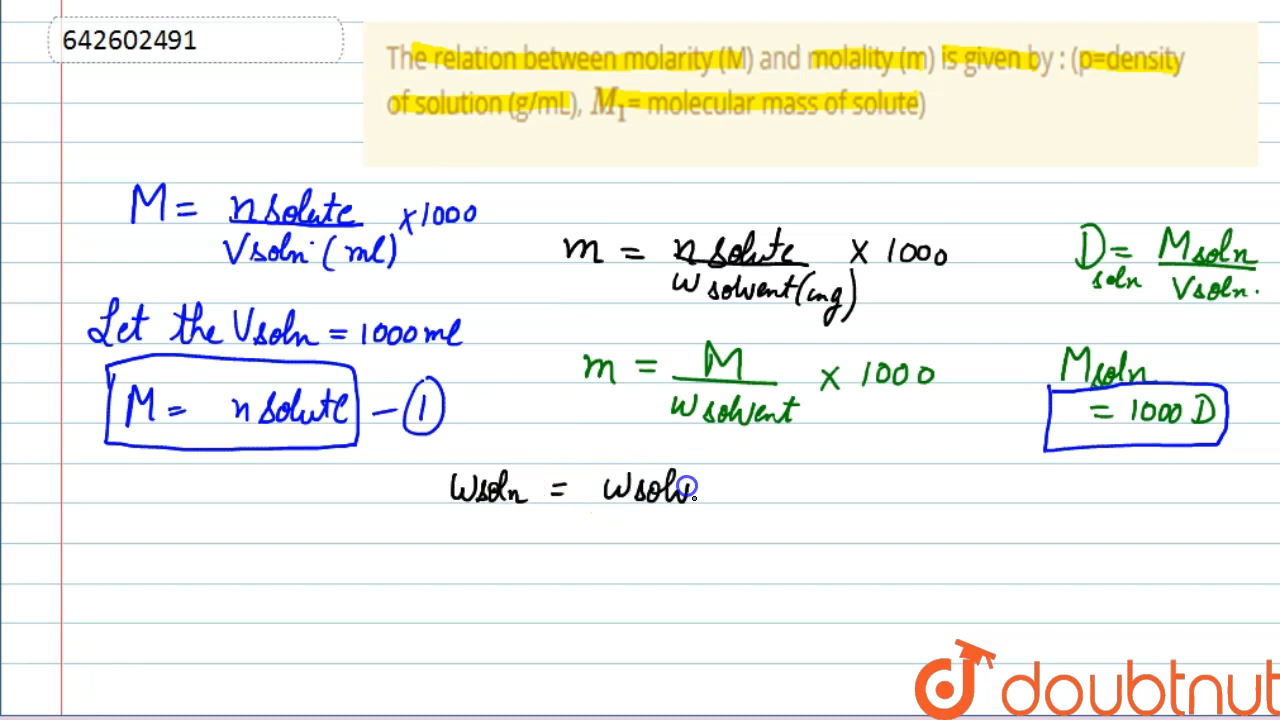 642602491
The relation between molarity (M) and molality (m) is given by : (p=density
of solution (g/mL), M₁= molecular mass of solute)
M = n solute / V soln. (ml) × 1000
m = n solute / w solvent (ing) × 1000
D soln = M soln / V soln.
Let the V soln = 1000 ml
m = M / w solvent × 1000
M soln
= 1000 D
M = n solute – ①
w soln = w solv
doubtnut